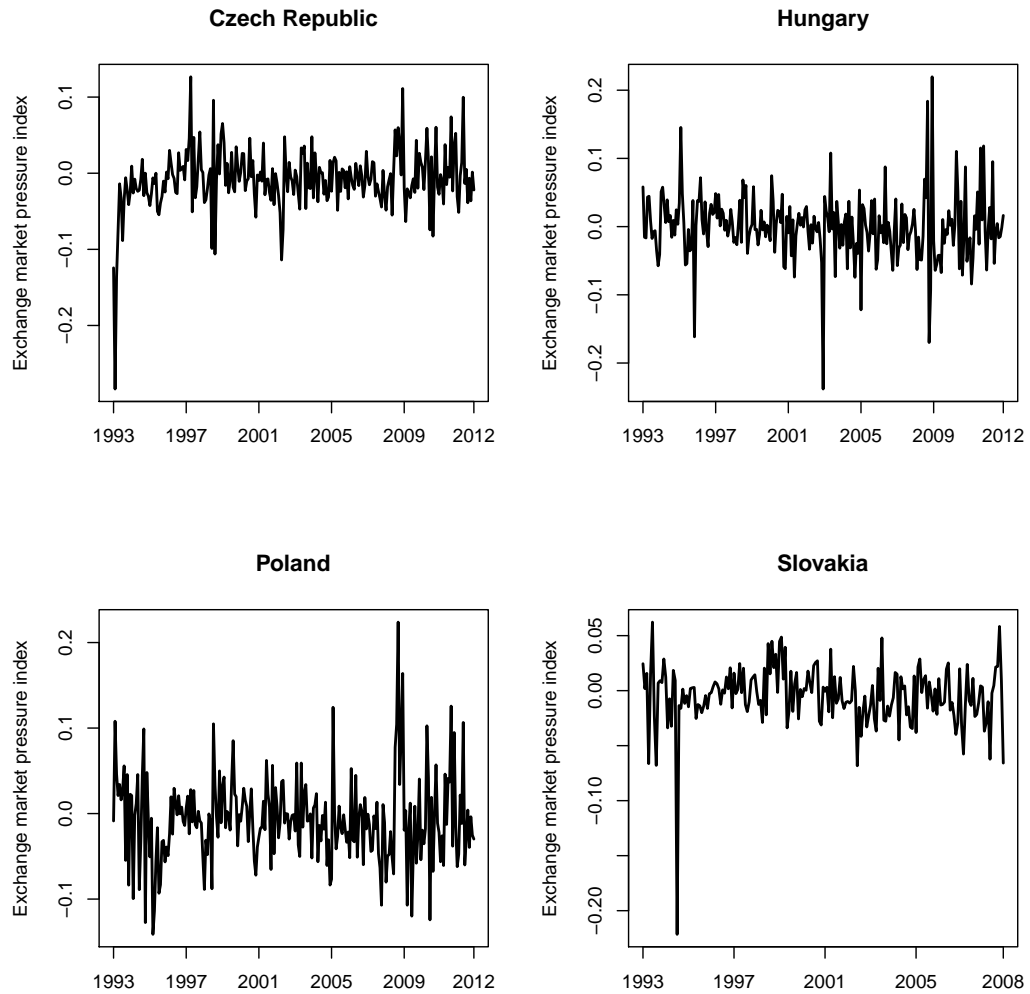 Czech Republic
Exchange market pressure index
0.1
0.0
−0.1
−0.2
1993 1997 2001 2005 2009 2012
Hungary
Exchange market pressure index
0.2
0.1
0.0
−0.1
−0.2
1993 1997 2001 2005 2009 2012
Poland
Exchange market pressure index
0.2
0.1
0.0
−0.1
1993 1997 2001 2005 2009 2012
Slovakia
Exchange market pressure index
0.05
0.00
−0.10
−0.20
1993 1997 2001 2005 2008